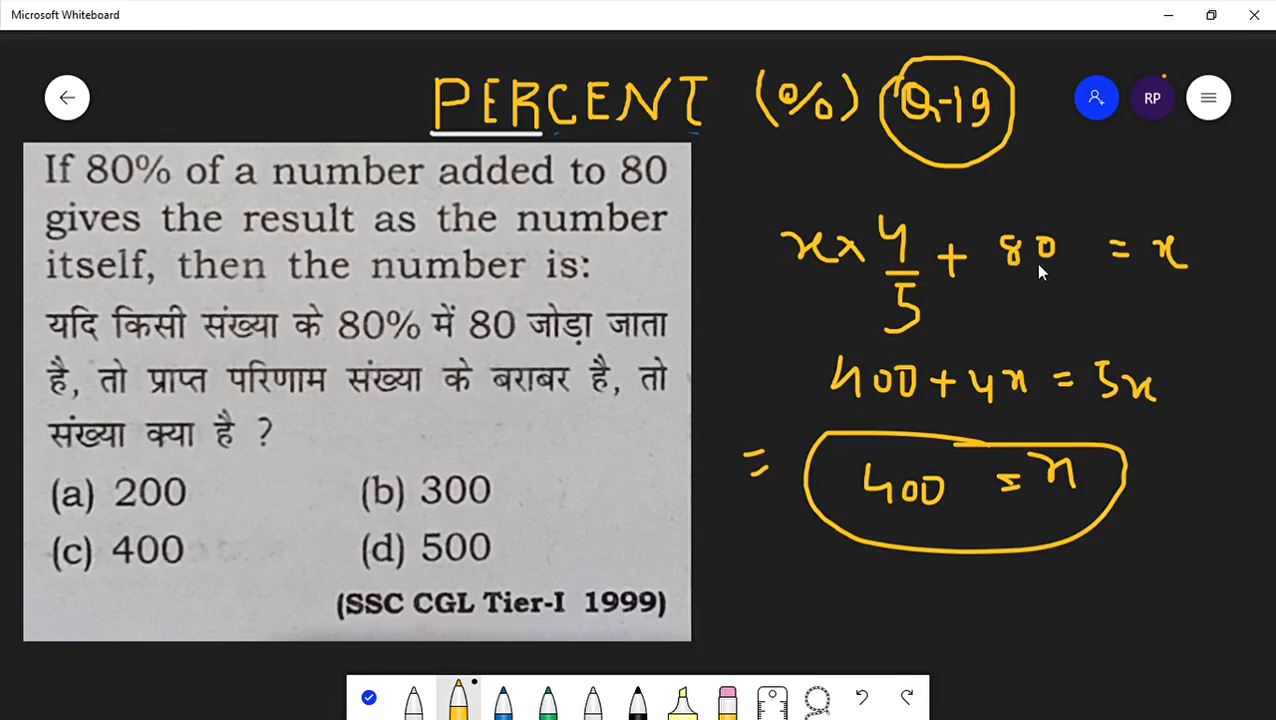 Microsoft Whiteboard
PERCENT (%) Q-19
RP
If 80% of a number added to 80
gives the result as the number
itself, then the number is:
यदि किसी संख्या के 80% में 80 जोड़ा जाता
है, तो प्राप्त परिणाम संख्या के बराबर है, तो
संख्या क्या है ?
(a) 200 (b) 300
(c) 400 (d) 500
(SSC CGL Tier-I 1999)
x × 4/5 + 80 = x
400 + 4x = 5x
= 400 = x